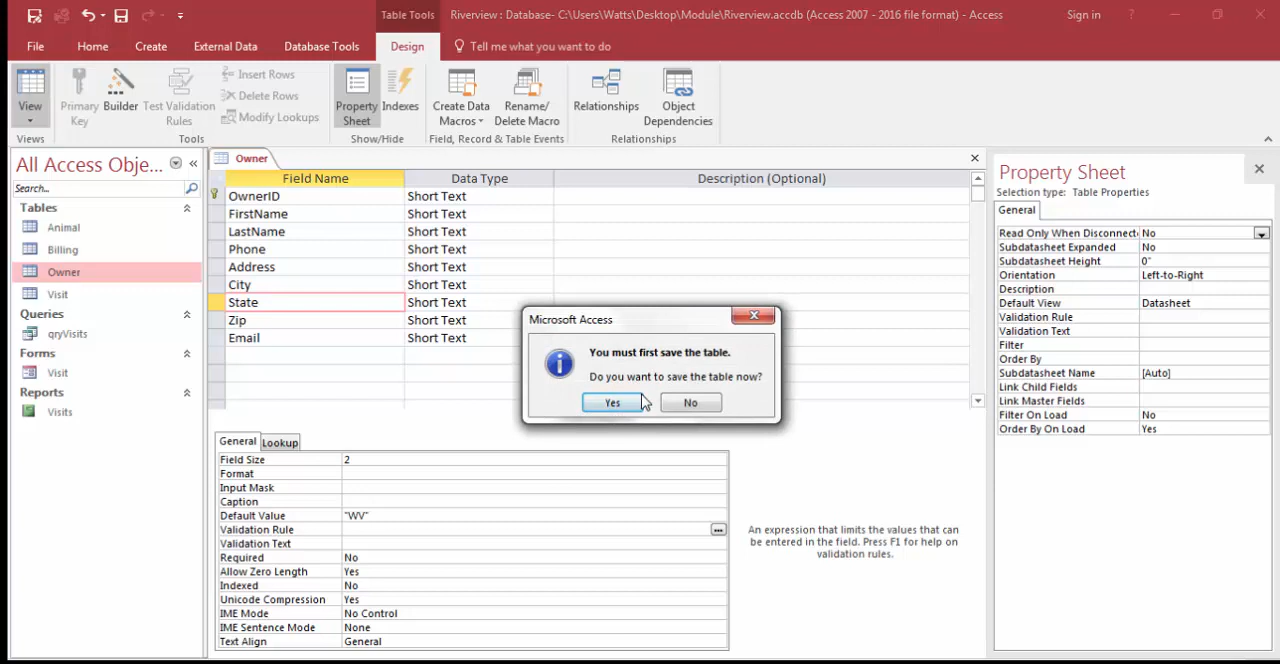 Table Tools
Riverview : Database- C:\Users\Watts\Desktop\Module\Riverview.accdb (Access 2007 - 2016 file format) - Access
Sign in
?
File
Home
Create
External Data
Database Tools
Design
Tell me what you want to do
View
Primary
Key
Builder
Test Validation
Rules
Insert Rows
Delete Rows
Modify Lookups
Property
Sheet
Indexes
Create Data
Macros
Rename/
Delete Macro
Relationships
Object
Dependencies
Views
Tools
Show/Hide
Field, Record & Table Events
Relationships
All Access Obje...
Search...
Tables
Animal
Billing
Owner
Visit
Queries
qryVisits
Forms
Visit
Reports
Visits
Owner
Field Name Data Type Description (Optional)
OwnerID Short Text
FirstName Short Text
LastName Short Text
Phone Short Text
Address Short Text
City Short Text
State Short Text
Zip Short Text
Email Short Text
Microsoft Access
You must first save the table.
Do you want to save the table now?
Yes
No
General Lookup
Field Size 2
Format
Input Mask
Caption
Default Value "WV"
Validation Rule
Validation Text
Required No
Allow Zero Length Yes
Indexed No
Unicode Compression Yes
IME Mode No Control
IME Sentence Mode None
Text Align General
An expression that limits the values that can
be entered in the field. Press F1 for help on
validation rules.
Property Sheet
Selection type: Table Properties
General
Read Only When Disconnecte No
Subdatasheet Expanded No
Subdatasheet Height 0"
Orientation Left-to-Right
Description
Default View Datasheet
Validation Rule
Validation Text
Filter
Order By
Subdatasheet Name [Auto]
Link Child Fields
Link Master Fields
Filter On Load No
Order By On Load Yes